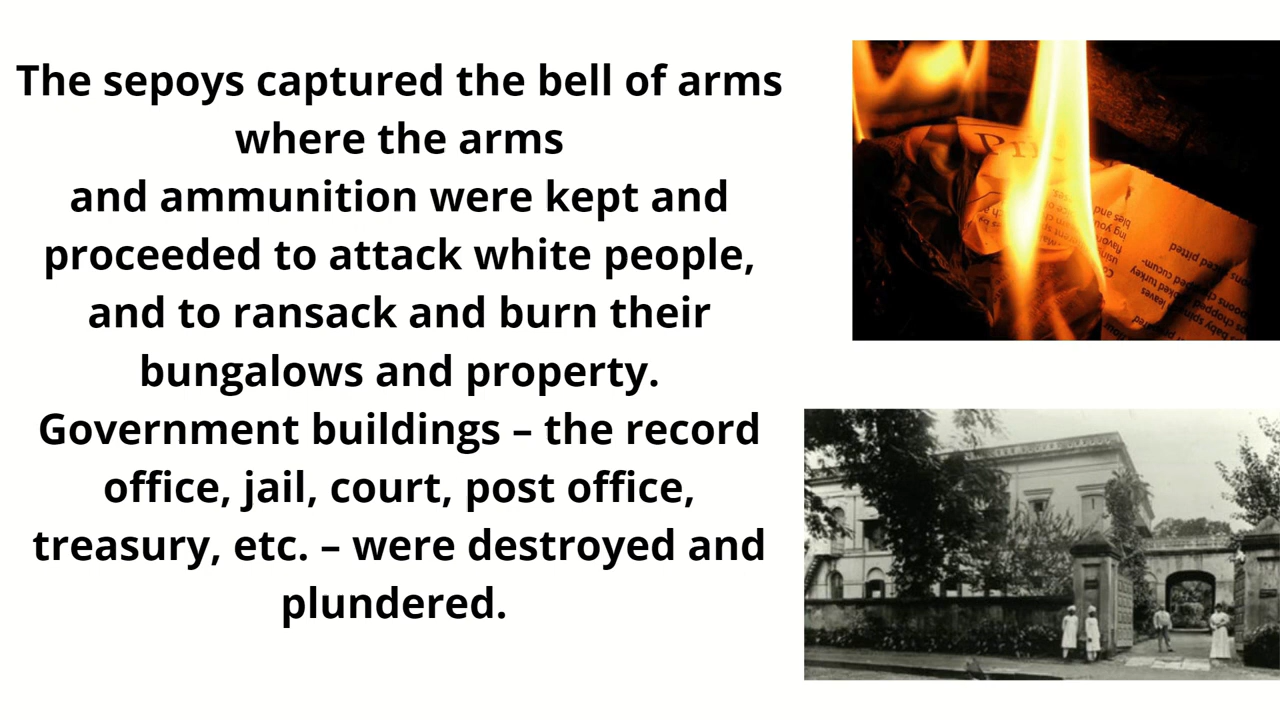 The sepoys captured the bell of arms
where the arms
and ammunition were kept and
proceeded to attack white people,
and to ransack and burn their
bungalows and property.
Government buildings – the record
office, jail, court, post office,
treasury, etc. – were destroyed and
plundered.